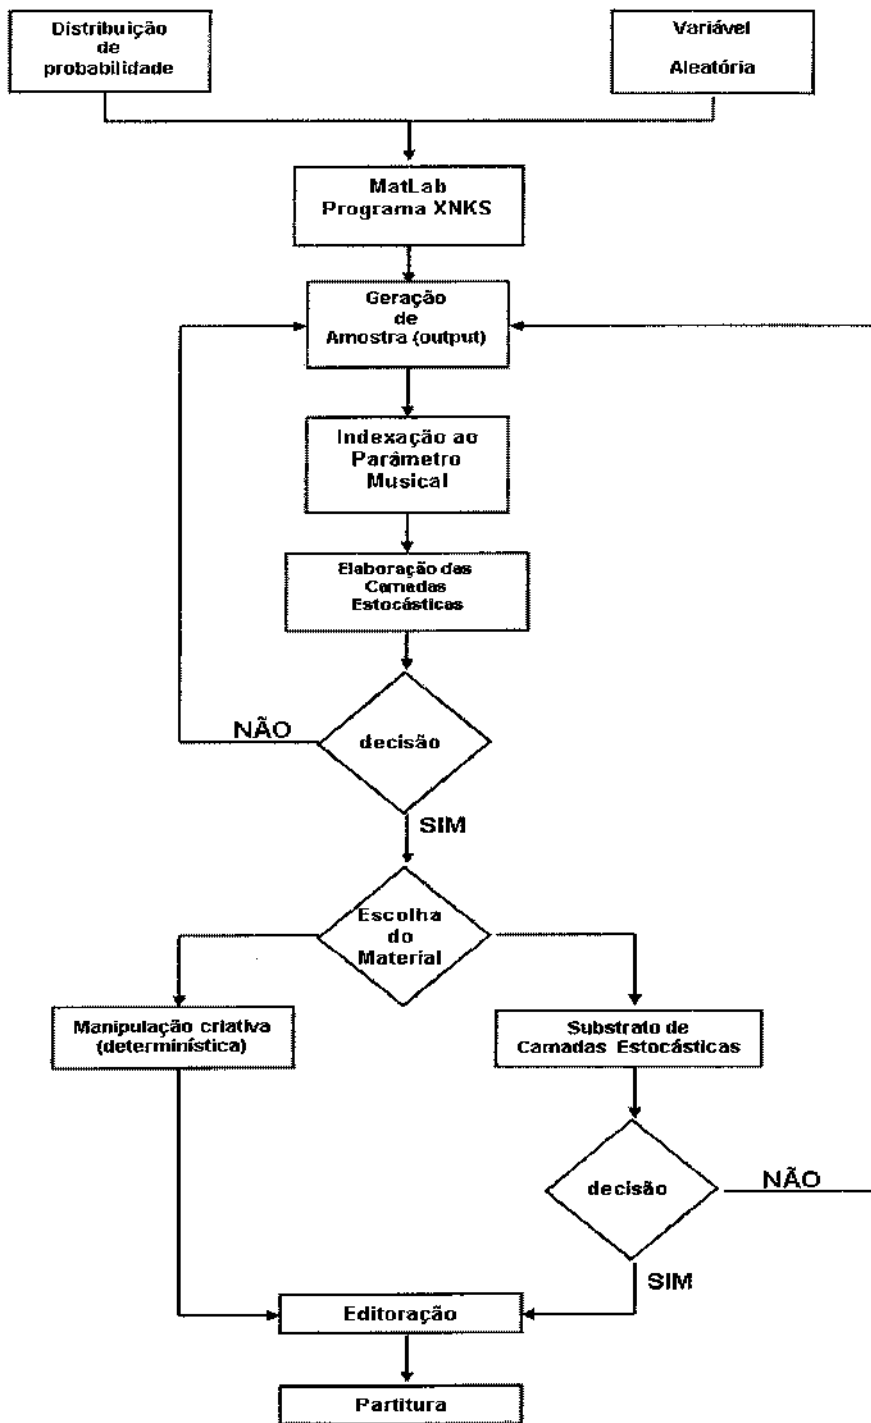 Distribuição
de
probabilidade
Variável
Aleatória
MatLab
Programa XNKS
Geração
de
Amostra (output)
Indexação ao
Parâmetro
Musical
Elaboração das
Camadas
Estocásticas
decisão
NÃO
SIM
Escolha
do
Material
Manipulação criativa
(determinística)
Substrato de
Camadas Estocásticas
decisão
NÃO
SIM
Editoração
Partitura